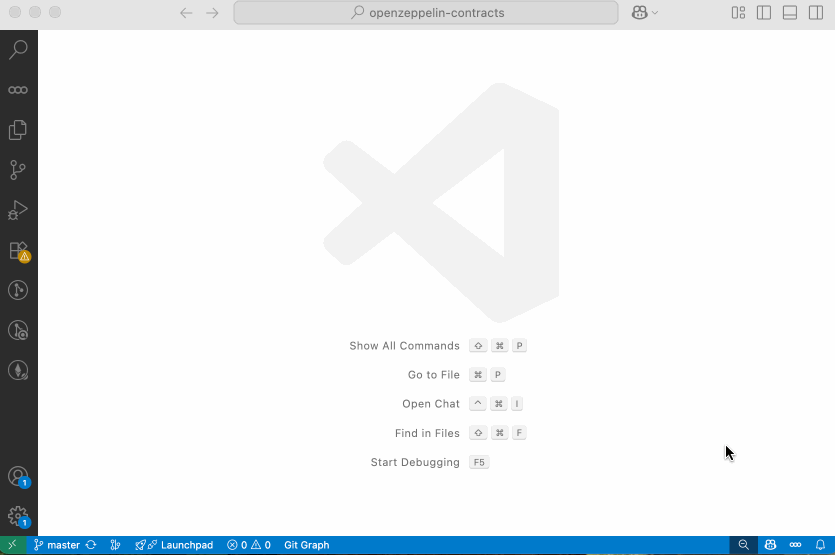 openzeppelin-contracts
Show All Commands ⇧ ⌘ P
Go to File ⌘ P
Open Chat ^ ⌘ I
Find in Files ⇧ ⌘ F
Start Debugging F5
1
1
master Launchpad 0 0 Git Graph